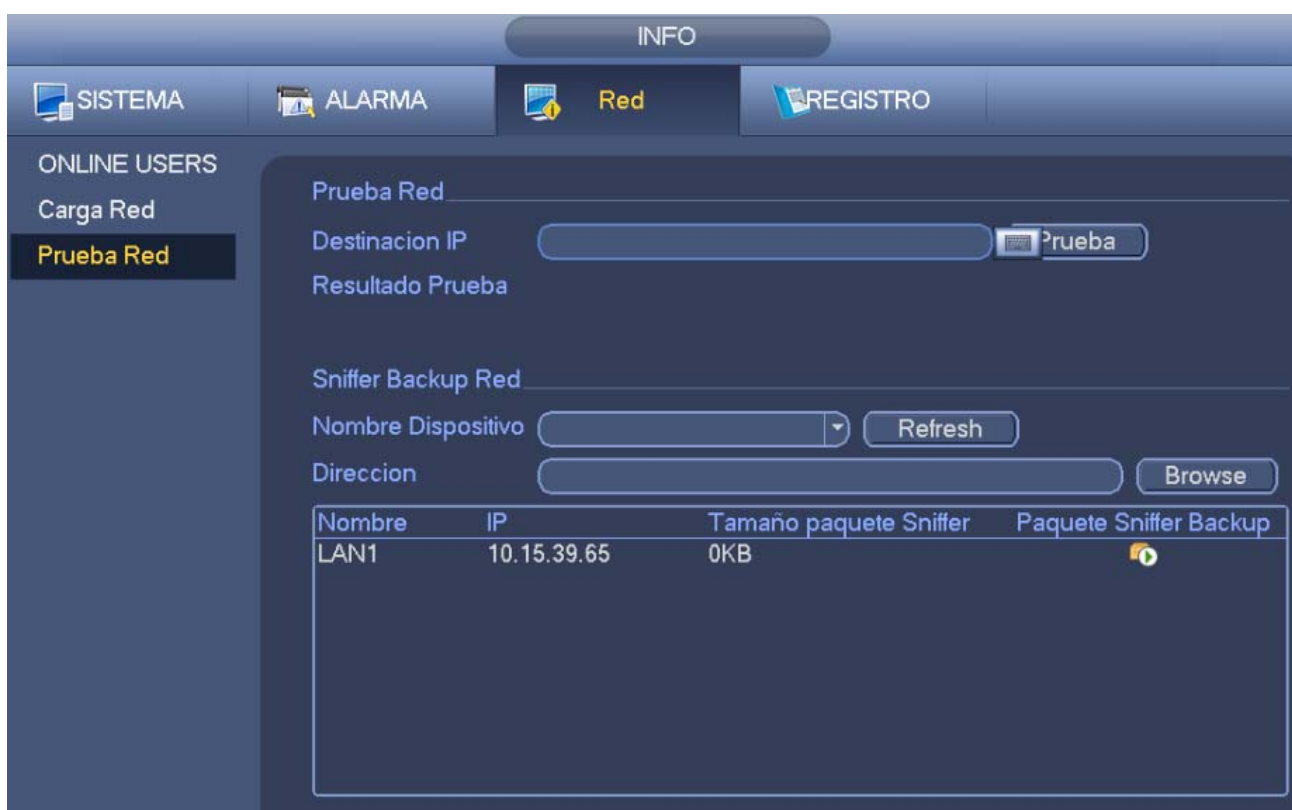 INFO
SISTEMA ALARMA Red REGISTRO
ONLINE USERS
Carga Red
Prueba Red
Prueba Red
Destinacion IP Prueba
Resultado Prueba
Sniffer Backup Red
Nombre Dispositivo Refresh
Direccion Browse
Nombre IP Tamaño paquete Sniffer Paquete Sniffer Backup
LAN1 10.15.39.65 0KB